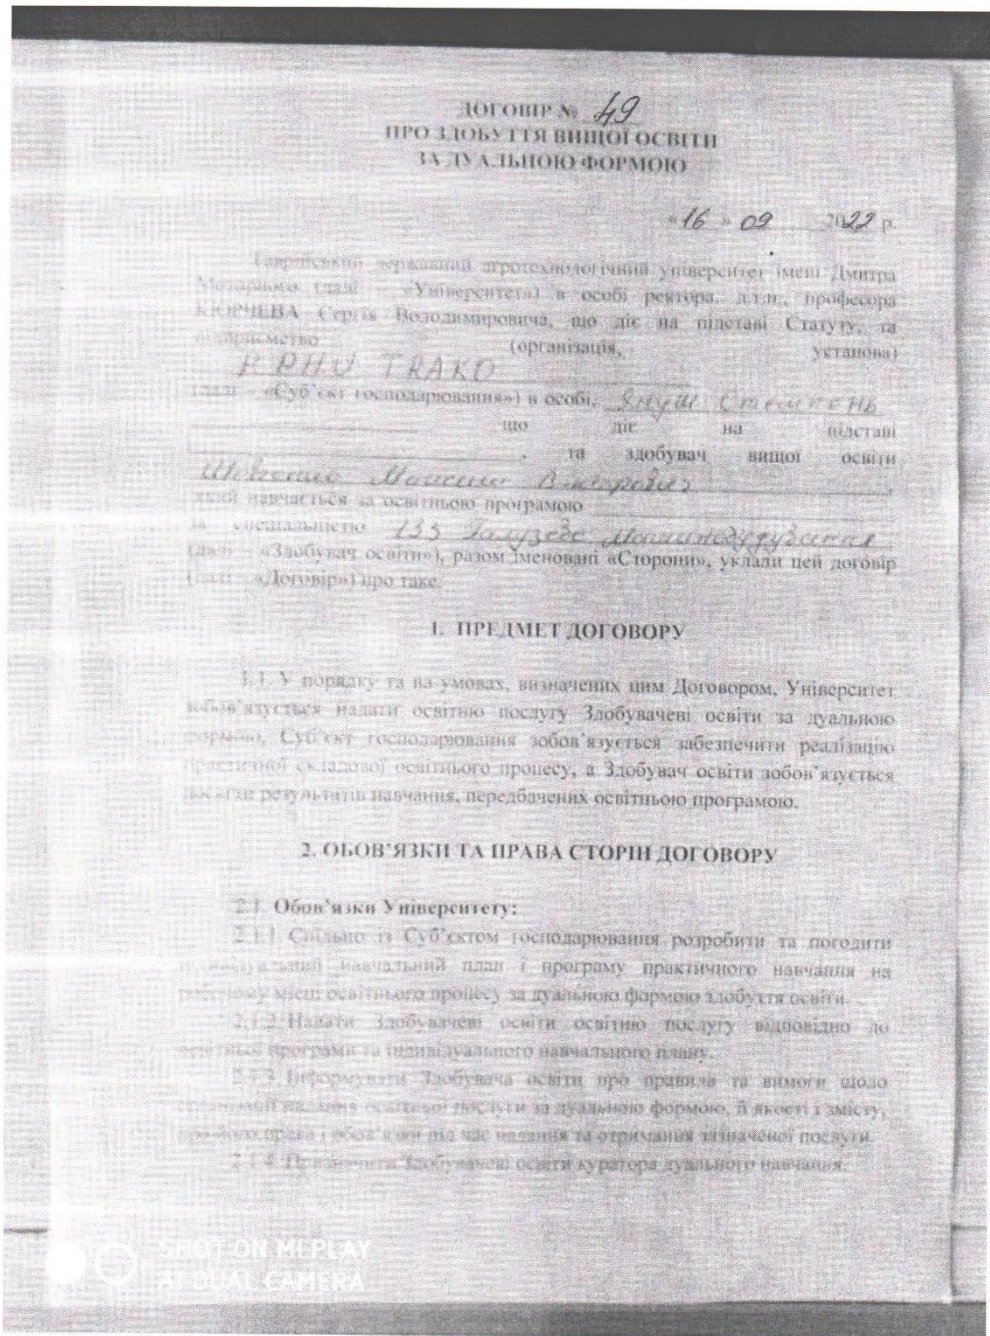 ДОГОВІР № 49
ПРО ЗДОБУТТЯ ВИЩОЇ ОСВІТИ
ЗА ДУАЛЬНОЮ ФОРМОЮ
«16» 09 2022 р.
Таврійський державний агротехнологічний університет імені Дмитра
Моторного (далі – «Університет») в особі ректора, д.т.н., професора
КЮРЧЕВА Сергія Володимировича, що діє на підставі Статуту, та
підприємство (організація, установа)
P.P.H.U TRAKO
(далі – «Суб'єкт господарювання») в особі, Януш Стемпень
що діє на підставі
, та здобувач вищої освіти
який навчається за освітньою програмою
за спеціальністю 133 Галузеве машинобудування
(далі – «Здобувач освіти»), разом іменовані «Сторони», уклали цей договір
(далі – «Договір») про таке.
1. ПРЕДМЕТ ДОГОВОРУ
1.1. У порядку та на умовах, визначених цим Договором, Університет
зобов'язується надати освітню послугу Здобувачеві освіти за дуальною
формою, Суб'єкт господарювання зобов'язується забезпечити реалізацію
практичної складової освітнього процесу, а Здобувач освіти зобов'язується
досягти результатів навчання, передбачених освітньою програмою.
2. ОБОВ'ЯЗКИ ТА ПРАВА СТОРІН ДОГОВОРУ
2.1. Обов'язки Університету:
2.1.1. Спільно із Суб'єктом господарювання розробити та погодити
індивідуальний навчальний план і програму практичного навчання на
робочому місці освітнього процесу за дуальною формою здобуття освіти.
2.1.2. Надати Здобувачеві освіти освітню послугу відповідно до
освітньої програми та індивідуального навчального плану.
2.1.3. Інформувати Здобувача освіти про правила та вимоги щодо
організації надання освітньої послуги за дуальною формою, її якості і змісту,
про його права і обов'язки під час надання та отримання зазначеної послуги.
2.1.4. Призначити Здобувачеві освіти куратора дуального навчання.
SHOT ON MI PLAY
AI DUAL CAMERA